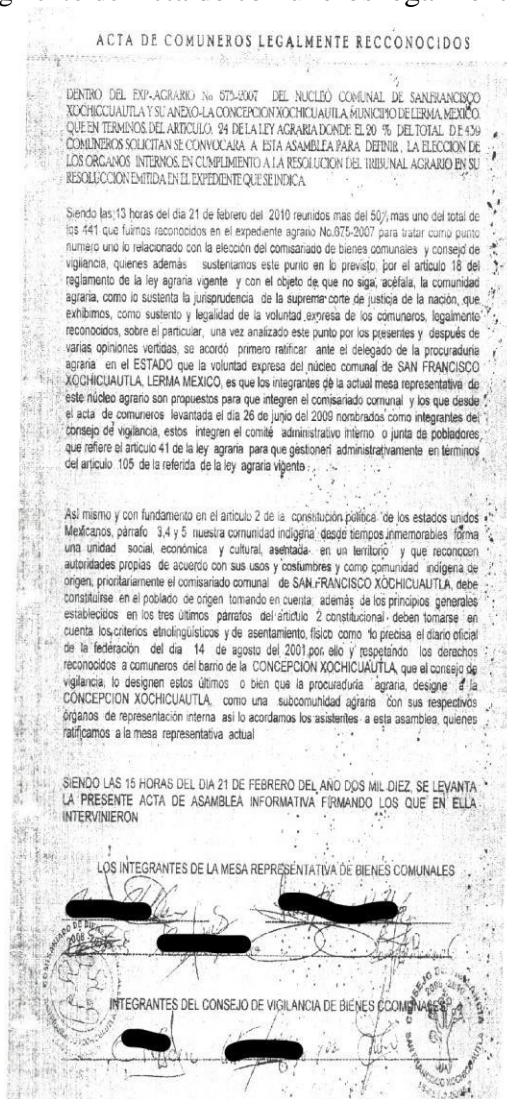 ACTA DE COMUNEROS LEGALMENTE RECCONOCIDOS
DENTRO DEL EXP-AGRARIO No 675-2007 DEL NUCLEO COMUNAL DE SANFRANCISCO
XOCHICCUAUTLA Y SU ANEXO-LA CONCEPCION XOCHICUAUTLA, MUNICIPIO DE LERMA, MEXICO.
QUE EN TERMINOS DEL ARTICULO. 24 DE LA LEY AGRARIA DONDE EL 20 % DEL TOTAL DE 439
COMUNEROS SOLICITAN SE CONVOCARA A ESTA ASAMBLEA PARA DEFINIR , LA ELECCION DE
LOS ORGANOS INTERNOS. EN CUMPLIMIENTO A LA RESOLUCION DEL TRIBUNAL AGRARIO EN SU
RESOLUCCION EMITIDA EN EL EXPEDIENTE QUE SE INDICA.
Siendo las 13 horas del dia 21 de febrero del 2010 reunidos mas del 50% mas uno del total de
los 441 que fuimos reconocidos en el expediente agrario No.675-2007 para tratar como punto
numero uno lo relacionado con la elección del comisariado de bienes comunales y consejo de
vigilancia, quienes además sustentamos este punto en lo previsto, por el articulo 18 del
reglamento de la ley agraria vigente y con el objeto de que no siga, acéfala, la comunidad
agraria, como lo sustenta la jurisprudencia de la suprema corte de justicia de la nación, que
exhibimos, como sustento y legalidad de la voluntad expresa de los comuneros, legalmente
reconocidos, sobre el particular, una vez analizado este punto por los presentes y después de
varias opiniones vertidas, se acordó primero ratificar ante el delegado de la procuraduria
agraria en el ESTADO que la voluntad expresa del núcleo comunal de SAN FRANCISCO
XOCHICUAUTLA, LERMA MEXICO, es que los integrantes de la actual mesa representativa de
este núcleo agrario son propuestos para que integren el comisariado comunal y los que desde
el acta de comuneros levantada el dia 26 de junio del 2009 nombrados como integrantes del
consejo de vigilancia, estos integren el comité administrativo interno o junta de pobladores,
que refiere el articulo 41 de la ley agraria para que gestionen administrativamente en términos
del articulo 105 de la referida de la ley agraria vigente
Asi mismo y con fundamento en el articulo 2 de la constitución política de los estados unidos
Mexicanos, párrafo 3,4 y 5 nuestra comunidad indígena desde tiempos inmemorables forma
una unidad social, económica y cultural, asentada en un territorio y que reconocen
autoridades propias de acuerdo con sus usos y costumbres y como comunidad indígena de
origen, prioritariamente el comisariado comunal de SAN FRANCISCO XOCHICUAUTLA, debe
constituirse en el poblado de origen tomando en cuenta, además de los principios generales
establecidos en los tres últimos párrafos del articulo 2 constitucional deben tomarse en
cuenta los criterios etnolingüísticos y de asentamiento, físico como lo precisa el diario oficial
de la federación del dia 14 de agosto del 2001 por ello y respetando los derechos
reconocidos a comuneros del barrio de la CONCEPCION XOCHICUAUTLA, que el consejo de
vigilancia, lo designen estos últimos o bien que la procuraduria agraria, designe a la
CONCEPCION XOCHICUAUTLA, como una subcomunidad agraria con sus respectivos
órganos de representación interna asi lo acordamos los asistentes a esta asamblea, quienes
ratificamos a la mesa representativa actual
SIENDO LAS 15 HORAS DEL DIA 21 DE FEBRERO DEL AÑO DOS MIL DIEZ, SE LEVANTA
LA PRESENTE ACTA DE ASAMBLEA INFORMATIVA FIRMANDO LOS QUE EN ELLA
INTERVINIERON
LOS INTEGRANTES DE LA MESA REPRESENTATIVA DE BIENES COMUNALES
INTEGRANTES DEL CONSEJO DE VIGILANCIA DE BIENES CCOMUNALES